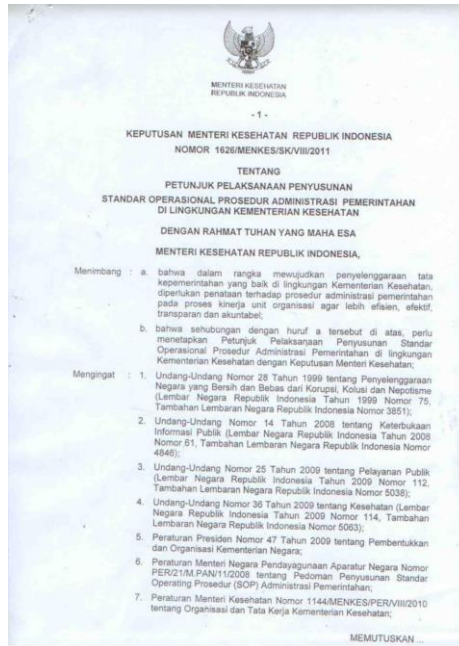 MENTERI KESEHATAN
REPUBLIK INDONESIA
- 1 -
KEPUTUSAN MENTERI KESEHATAN REPUBLIK INDONESIA
NOMOR 1626/MENKES/SK/VIII/2011
TENTANG
PETUNJUK PELAKSANAAN PENYUSUNAN
STANDAR OPERASIONAL PROSEDUR ADMINISTRASI PEMERINTAHAN
DI LINGKUNGAN KEMENTERIAN KESEHATAN
DENGAN RAHMAT TUHAN YANG MAHA ESA
MENTERI KESEHATAN REPUBLIK INDONESIA,
Menimbang : a. bahwa dalam rangka mewujudkan penyelenggaraan tata
kepemerintahan yang baik di lingkungan Kementerian Kesehatan,
diperlukan penataan terhadap prosedur administrasi pemerintahan
pada proses kinerja unit organisasi agar lebih efisien, efektif,
transparan dan akuntabel;
b. bahwa sehubungan dengan huruf a tersebut di atas, perlu
menetapkan Petunjuk Pelaksanaan Penyusunan Standar
Operasional Prosedur Administrasi Pemerintahan di lingkungan
Kementerian Kesehatan dengan Keputusan Menteri Kesehatan;
Mengingat : 1. Undang-Undang Nomor 28 Tahun 1999 tentang Penyelenggaraan
Negara yang Bersih dan Bebas dari Korupsi, Kolusi dan Nepotisme
(Lembar Negara Republik Indonesia Tahun 1999 Nomor 75,
Tambahan Lembaran Negara Republik Indonesia Nomor 3851);
2. Undang-Undang Nomor 14 Tahun 2008 tentang Keterbukaan
Informasi Publik (Lembar Negara Republik Indonesia Tahun 2008
Nomor 61, Tambahan Lembaran Negara Republik Indonesia Nomor
4846);
3. Undang-Undang Nomor 25 Tahun 2009 tentang Pelayanan Publik
(Lembar Negara Republik Indonesia Tahun 2009 Nomor 112,
Tambahan Lembaran Negara Republik Indonesia Nomor 5038);
4. Undang-Undang Nomor 36 Tahun 2009 tentang Kesehatan (Lembar
Negara Republik Indonesia Tahun 2009 Nomor 114, Tambahan
Lembaran Negara Republik Indonesia Nomor 5063);
5. Peraturan Presiden Nomor 47 Tahun 2009 tentang Pembentukkan
dan Organisasi Kementerian Negara;
6. Peraturan Menteri Negara Pendayagunaan Aparatur Negara Nomor
PER/21/M.PAN/11/2008 tentang Pedoman Penyusunan Standar
Operating Prosedur (SOP) Administrasi Pemerintahan;
7. Peraturan Menteri Kesehatan Nomor 1144/MENKES/PER/VIII/2010
tentang Organisasi dan Tata Kerja Kementerian Kesehatan;
MEMUTUSKAN ...